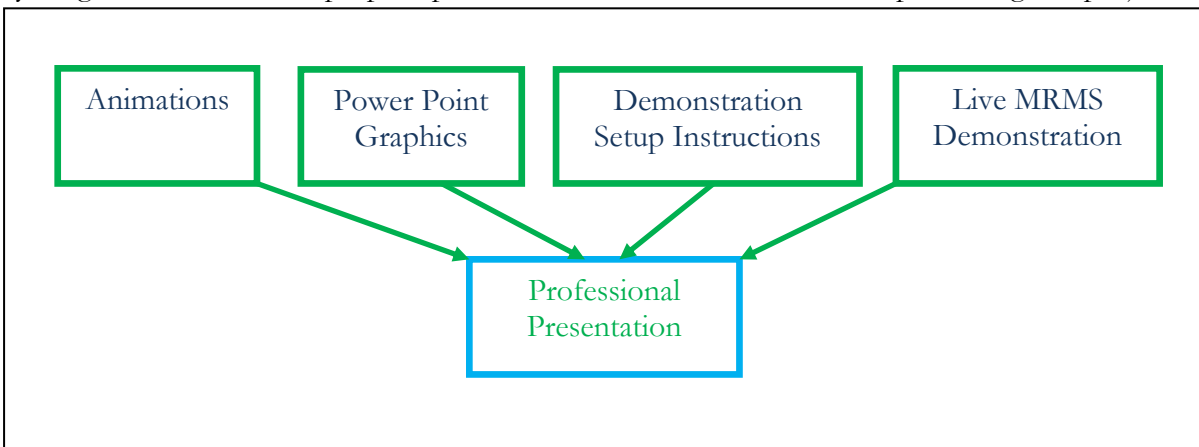 Animations
Power Point
Graphics
Demonstration
Setup Instructions
Live MRMS
Demonstration
Professional
Presentation